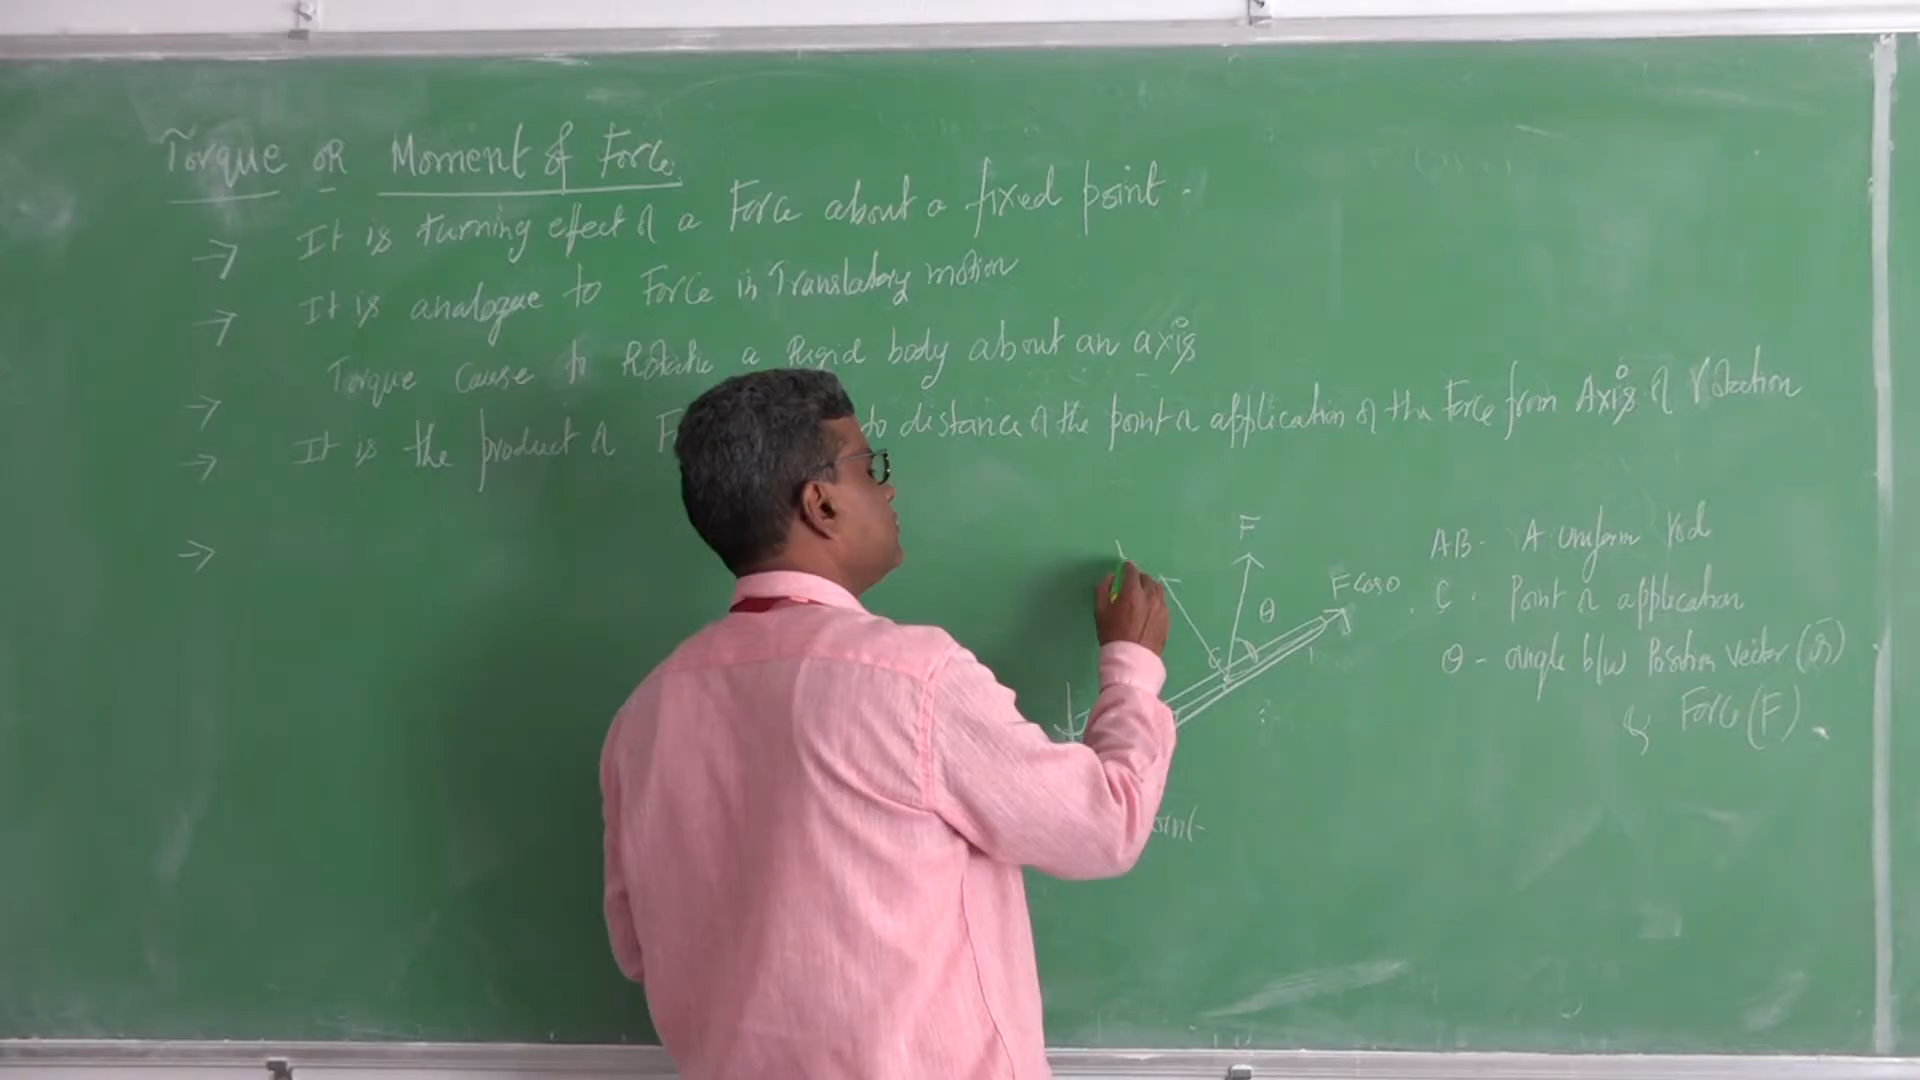 Torque OR Moment of Force
→ It is turning effect of a Force about a fixed point.
→ It is analogue to Force in Translatory motion
→ Torque cause to Rotate a Rigid body about an axis
→ It is the product of to distance of the point of application of the Force from Axis of rotation
→
F
θ
F cosθ
C
AB - A uniform rod
C . Point of application
θ - angle b/w Position vector (r̄)
& Force (F)